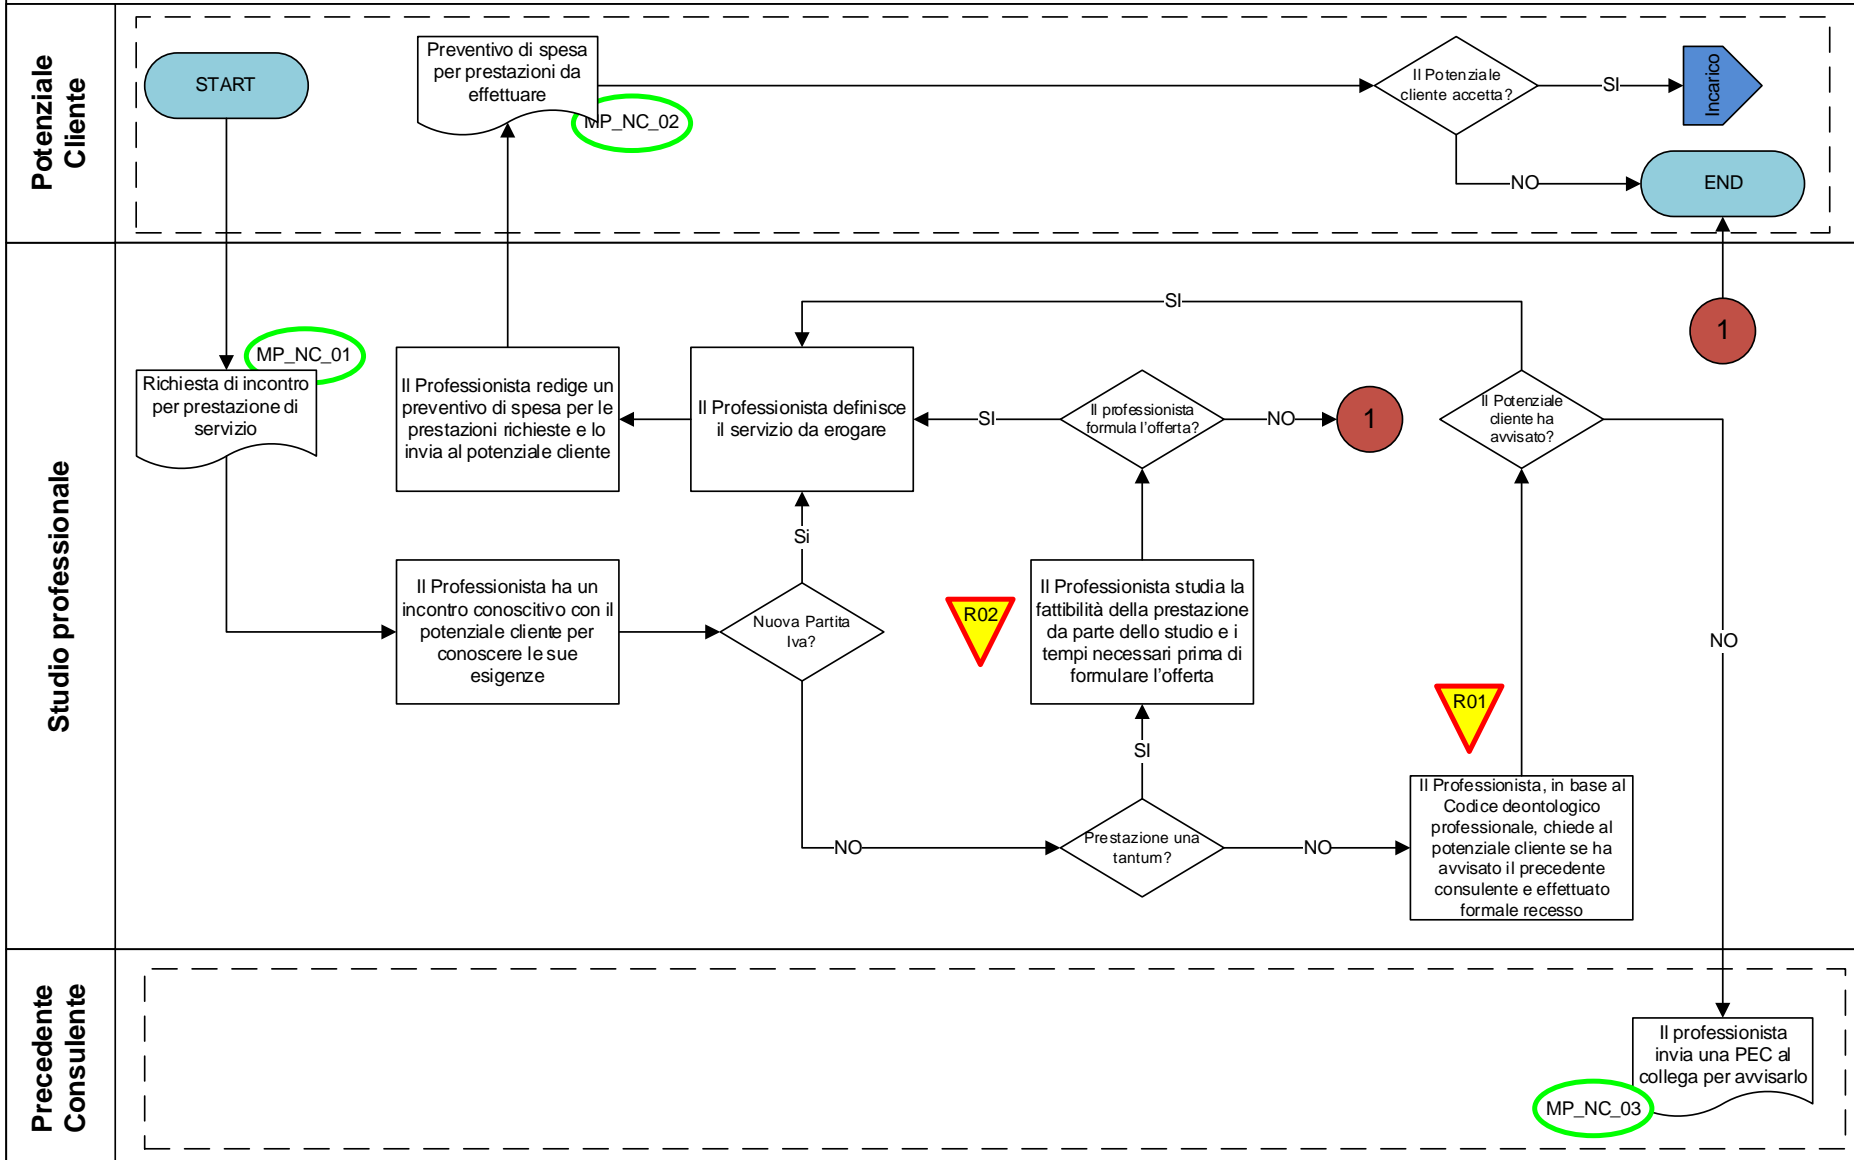 Potenziale
Cliente
START
Preventivo di spesa
per prestazioni da
effettuare
MP_NC_02
Il Potenziale
cliente accetta?
SI
Incarico
NO
END
Studio professionale
MP_NC_01
Richiesta di incontro
per prestazione di
servizio
Il Professionista redige un
preventivo di spesa per le
prestazioni richieste e lo
invia al potenziale cliente
Il Professionista definisce
il servizio da erogare
SI
SI
Il professionista
formula l'offerta?
NO
1
Il Potenziale
cliente ha
avvisato?
1
Si
Il Professionista ha un
incontro conoscitivo con il
potenziale cliente per
conoscere le sue
esigenze
Nuova Partita
Iva?
R02
Il Professionista studia la
fattibilità della prestazione
da parte dello studio e i
tempi necessari prima di
formulare l'offerta
NO
R01
SI
NO
Prestazione una
tantum?
NO
Il Professionista, in base al
Codice deontologico
professionale, chiede al
potenziale cliente se ha
avvisato il precedente
consulente e effettuato
formale recesso
Precedente
Consulente
Il professionista
invia una PEC al
collega per avvisarlo
MP_NC_03